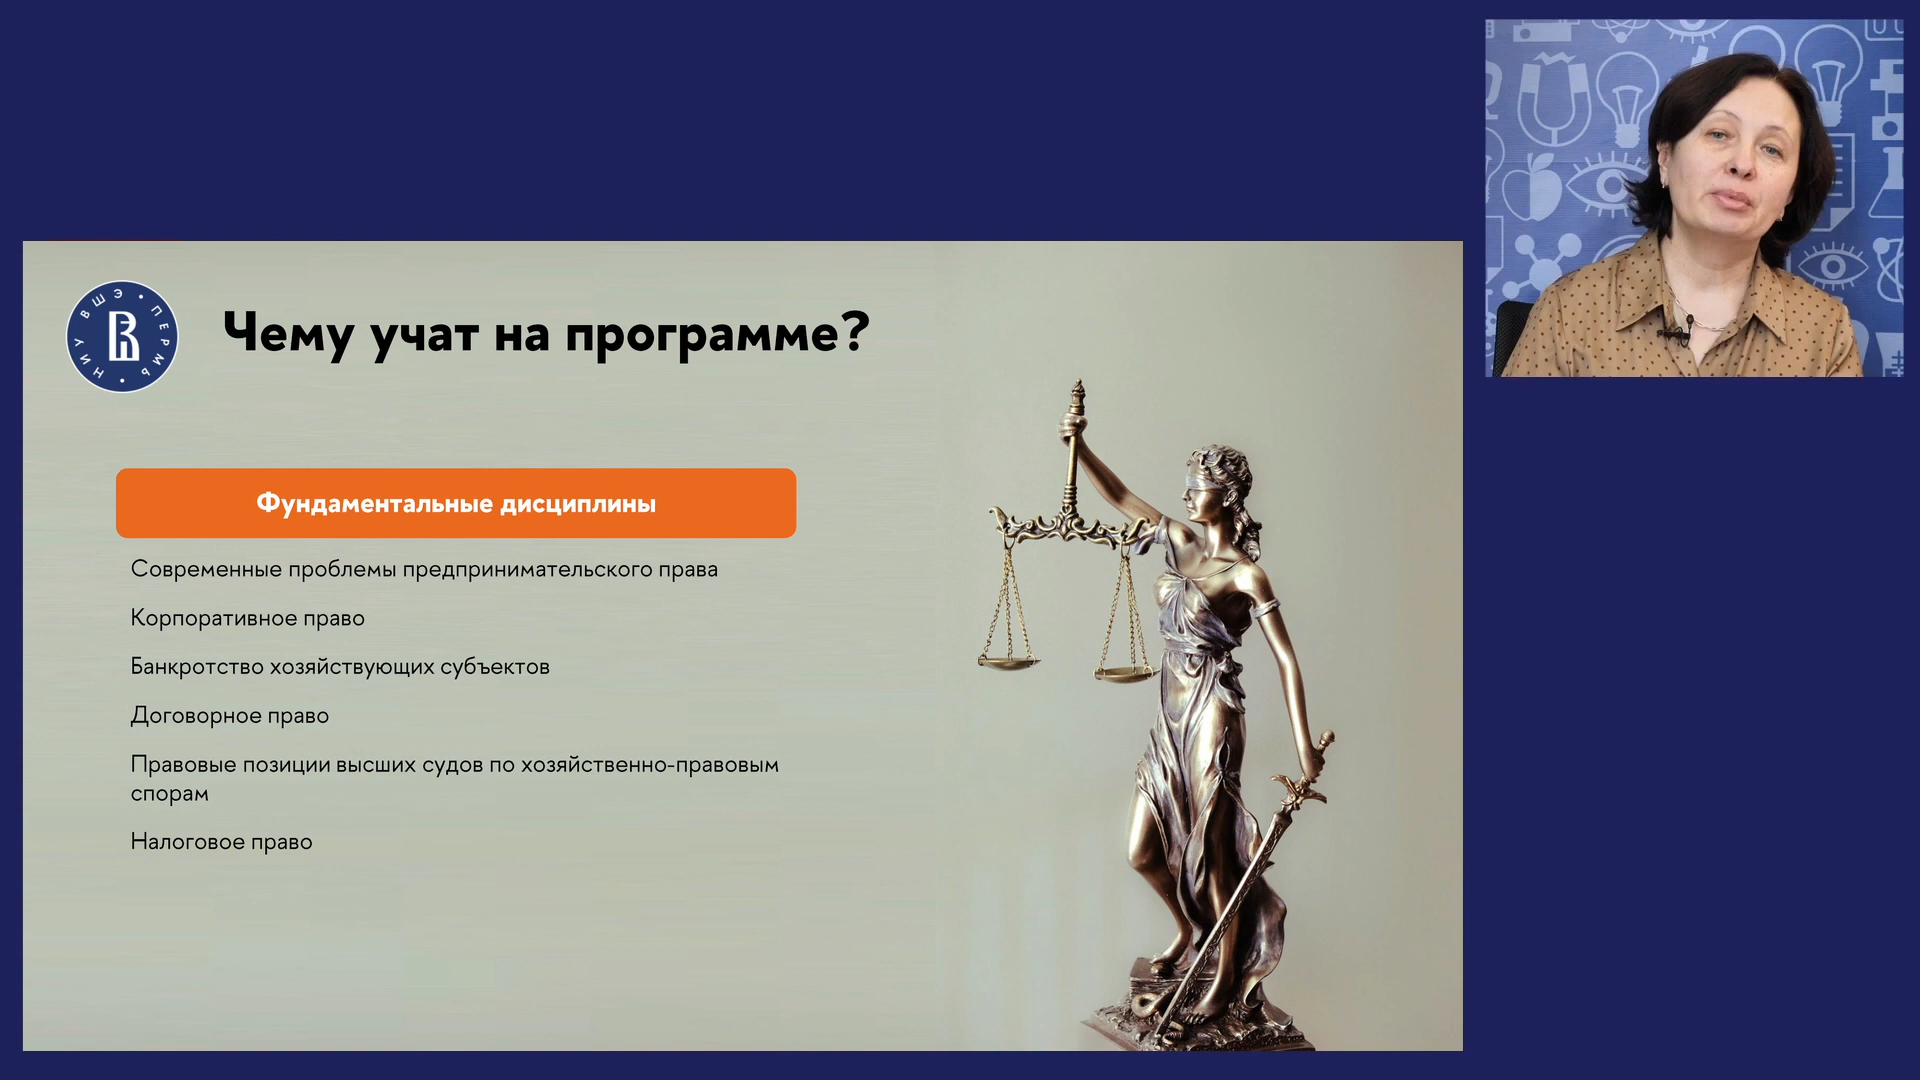 НИУ ВШЭ • ПЕРМЬ •
Чему учат на программе?
Фундаментальные дисциплины
Современные проблемы предпринимательского права
Корпоративное право
Банкротство хозяйствующих субъектов
Договорное право
Правовые позиции высших судов по хозяйственно-правовым
спорам
Налоговое право